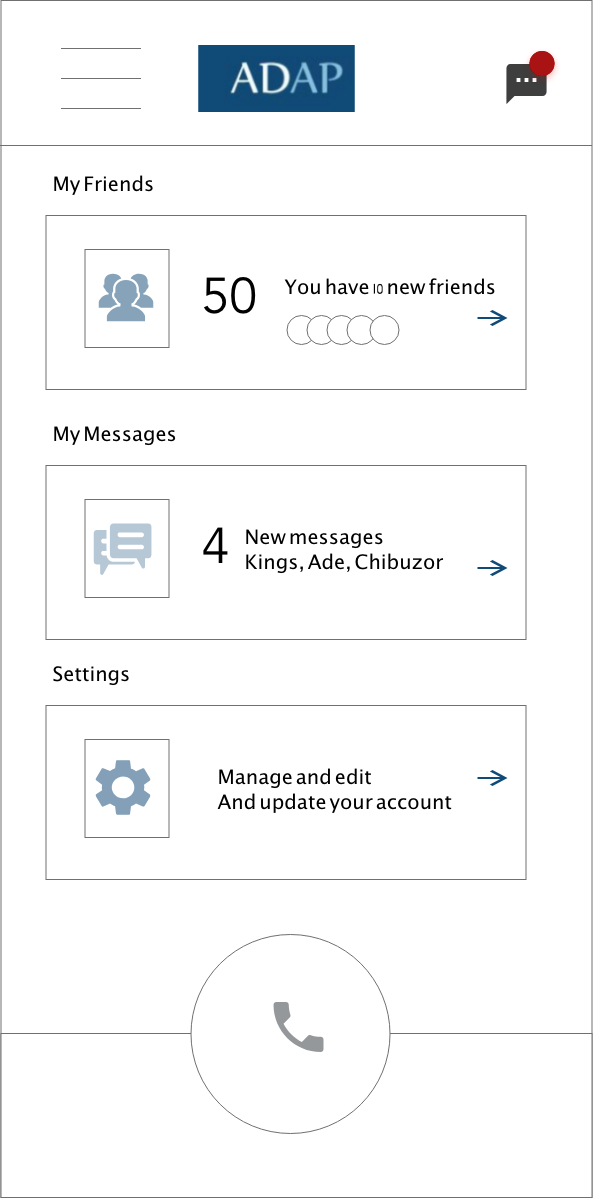 ADAP
My Friends
50
You have 10 new friends
My Messages
4
New messages
Kings, Ade, Chibuzor
Settings
Manage and edit
And update your account